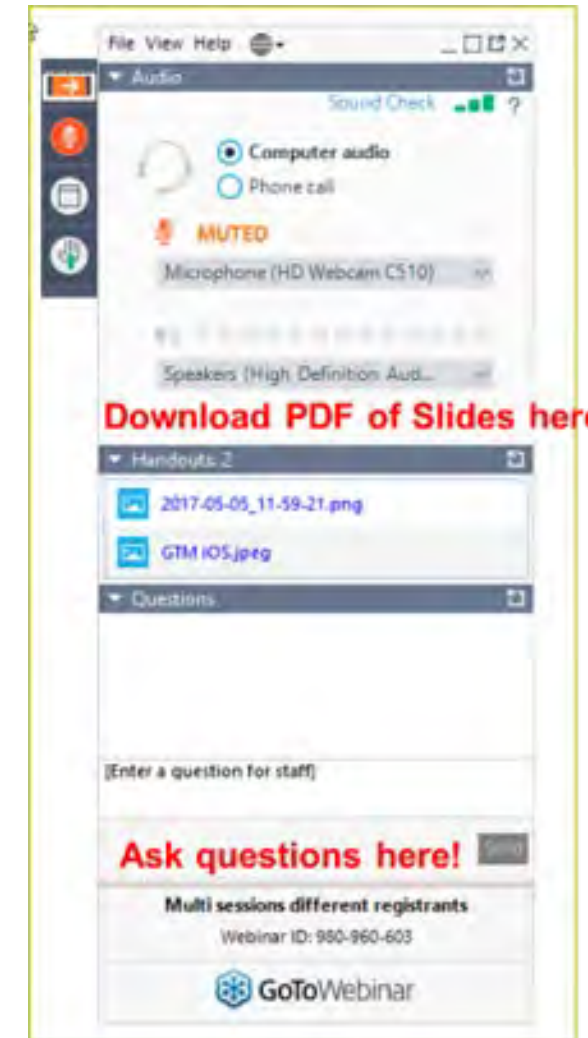 File View Help
Audio
Sound Check ?
Computer audio
Phone call
MUTED
Microphone (HD Webcam C510)
Speakers (High Definition Aud...
Download PDF of Slides here
Handouts: 2
2017-05-05_11-59-21.png
GTM iOS.jpeg
Questions
[Enter a question for staff]
Ask questions here!
Send
Multi sessions different registrants
Webinar ID: 980-960-603
GoToWebinar